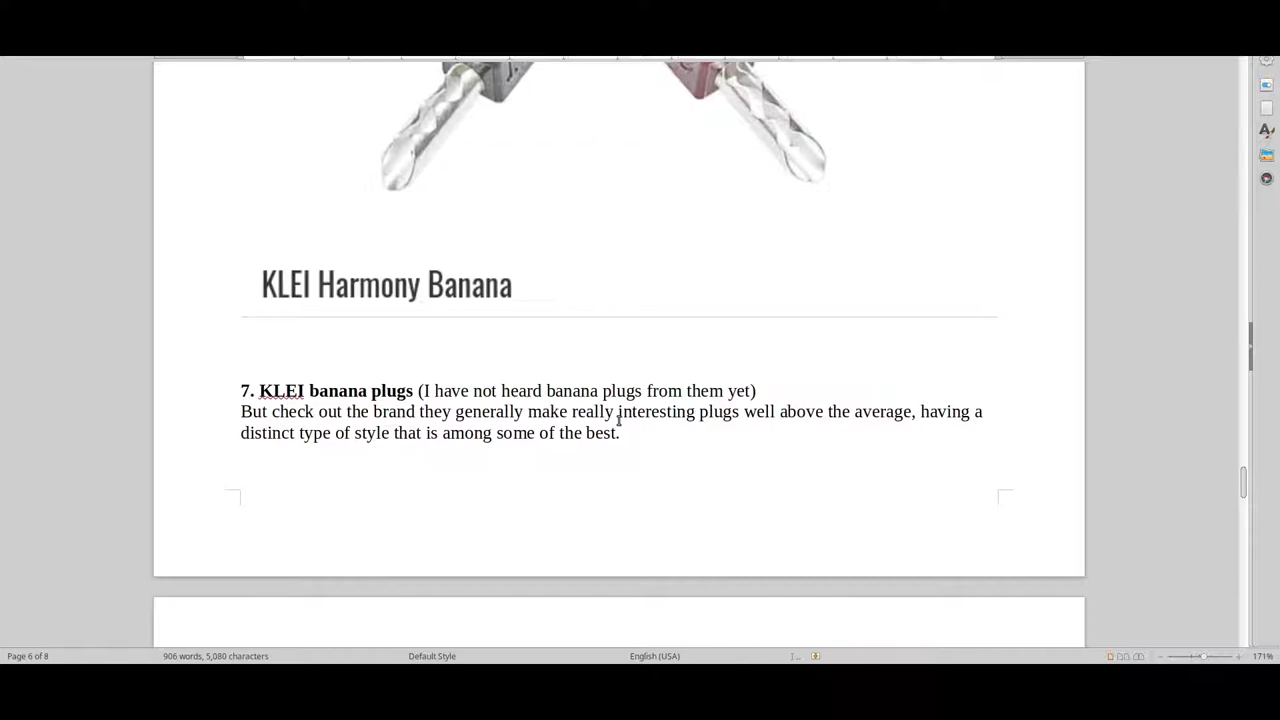 KLEI Harmony Banana
7. KLEI banana plugs (I have not heard banana plugs from them yet)
But check out the brand they generally make really interesting plugs well above the average, having a
distinct type of style that is among some of the best.
Page 6 of 8 906 words, 5,080 characters Default Style English (USA) 171%